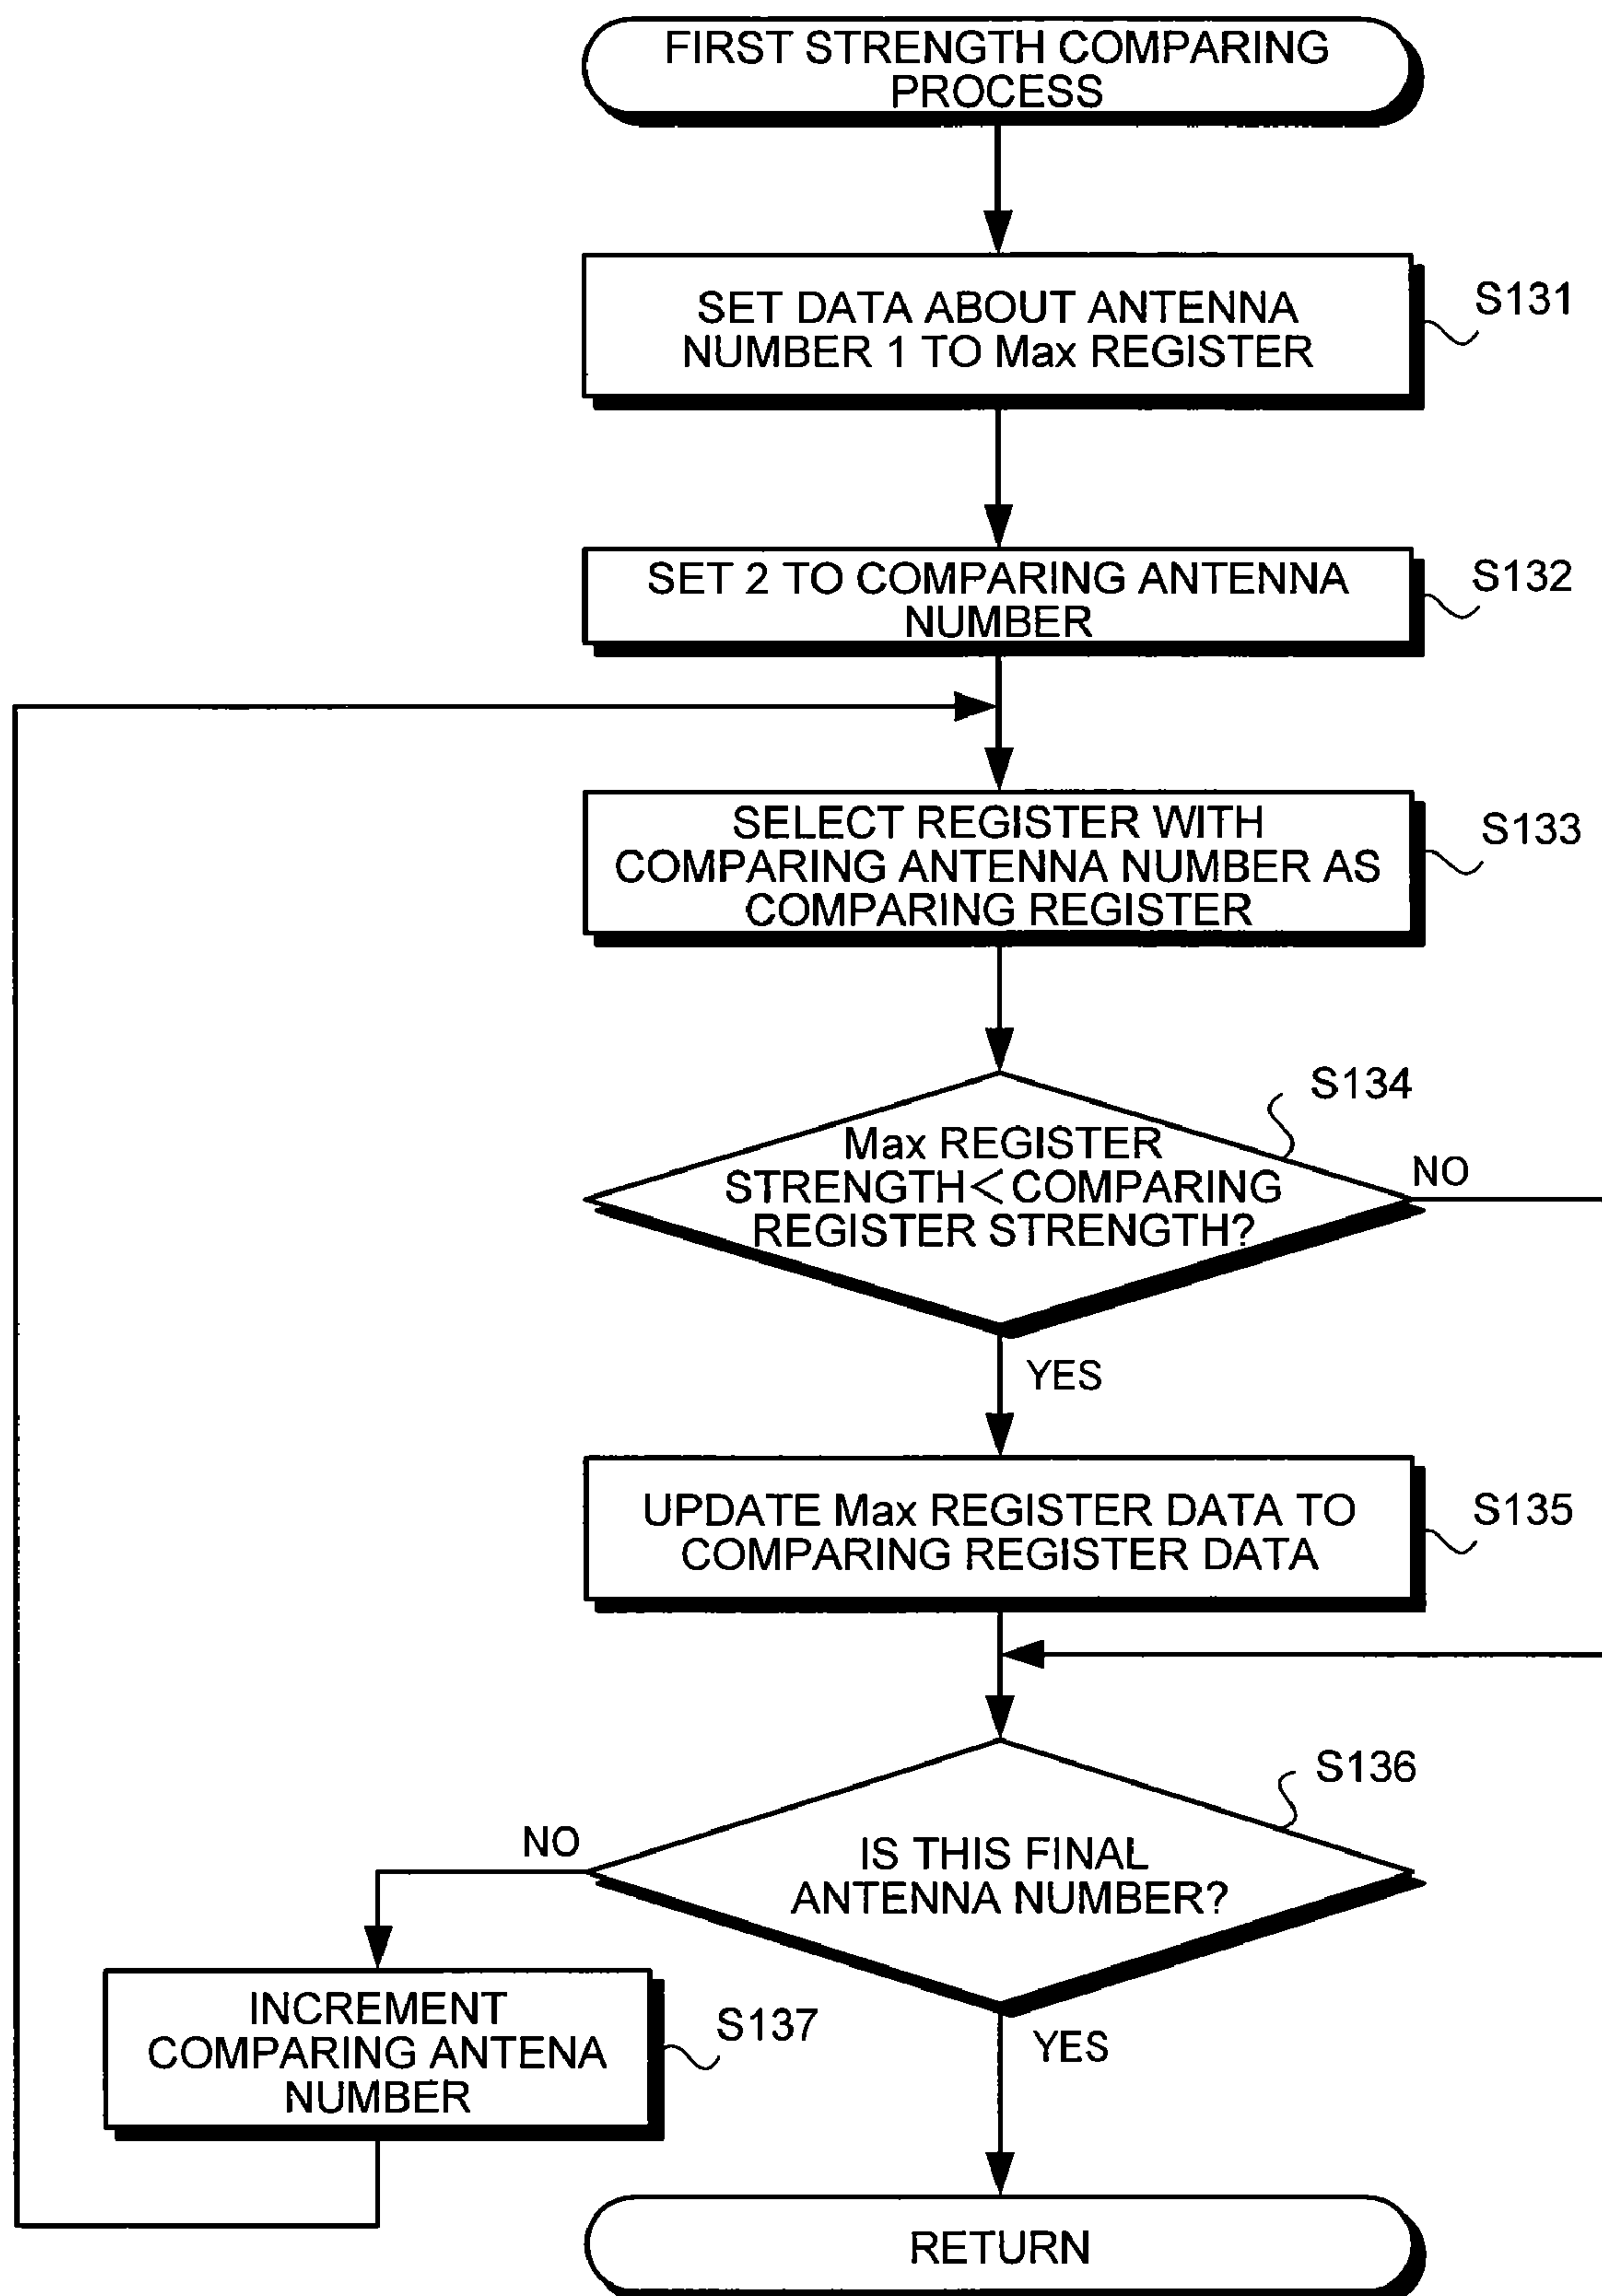 FIRST STRENGTH COMPARING
PROCESS
SET DATA ABOUT ANTENNA
NUMBER 1 TO Max REGISTER
S131
SET 2 TO COMPARING ANTENNA
NUMBER
S132
SELECT REGISTER WITH
COMPARING ANTENNA NUMBER AS
COMPARING REGISTER
S133
S134
Max REGISTER
STRENGTH<COMPARING
REGISTER STRENGTH?
NO
YES
UPDATE Max REGISTER DATA TO
COMPARING REGISTER DATA
S135
S136
IS THIS FINAL
ANTENNA NUMBER?
NO
YES
INCREMENT
COMPARING ANTENA
NUMBER
S137
RETURN